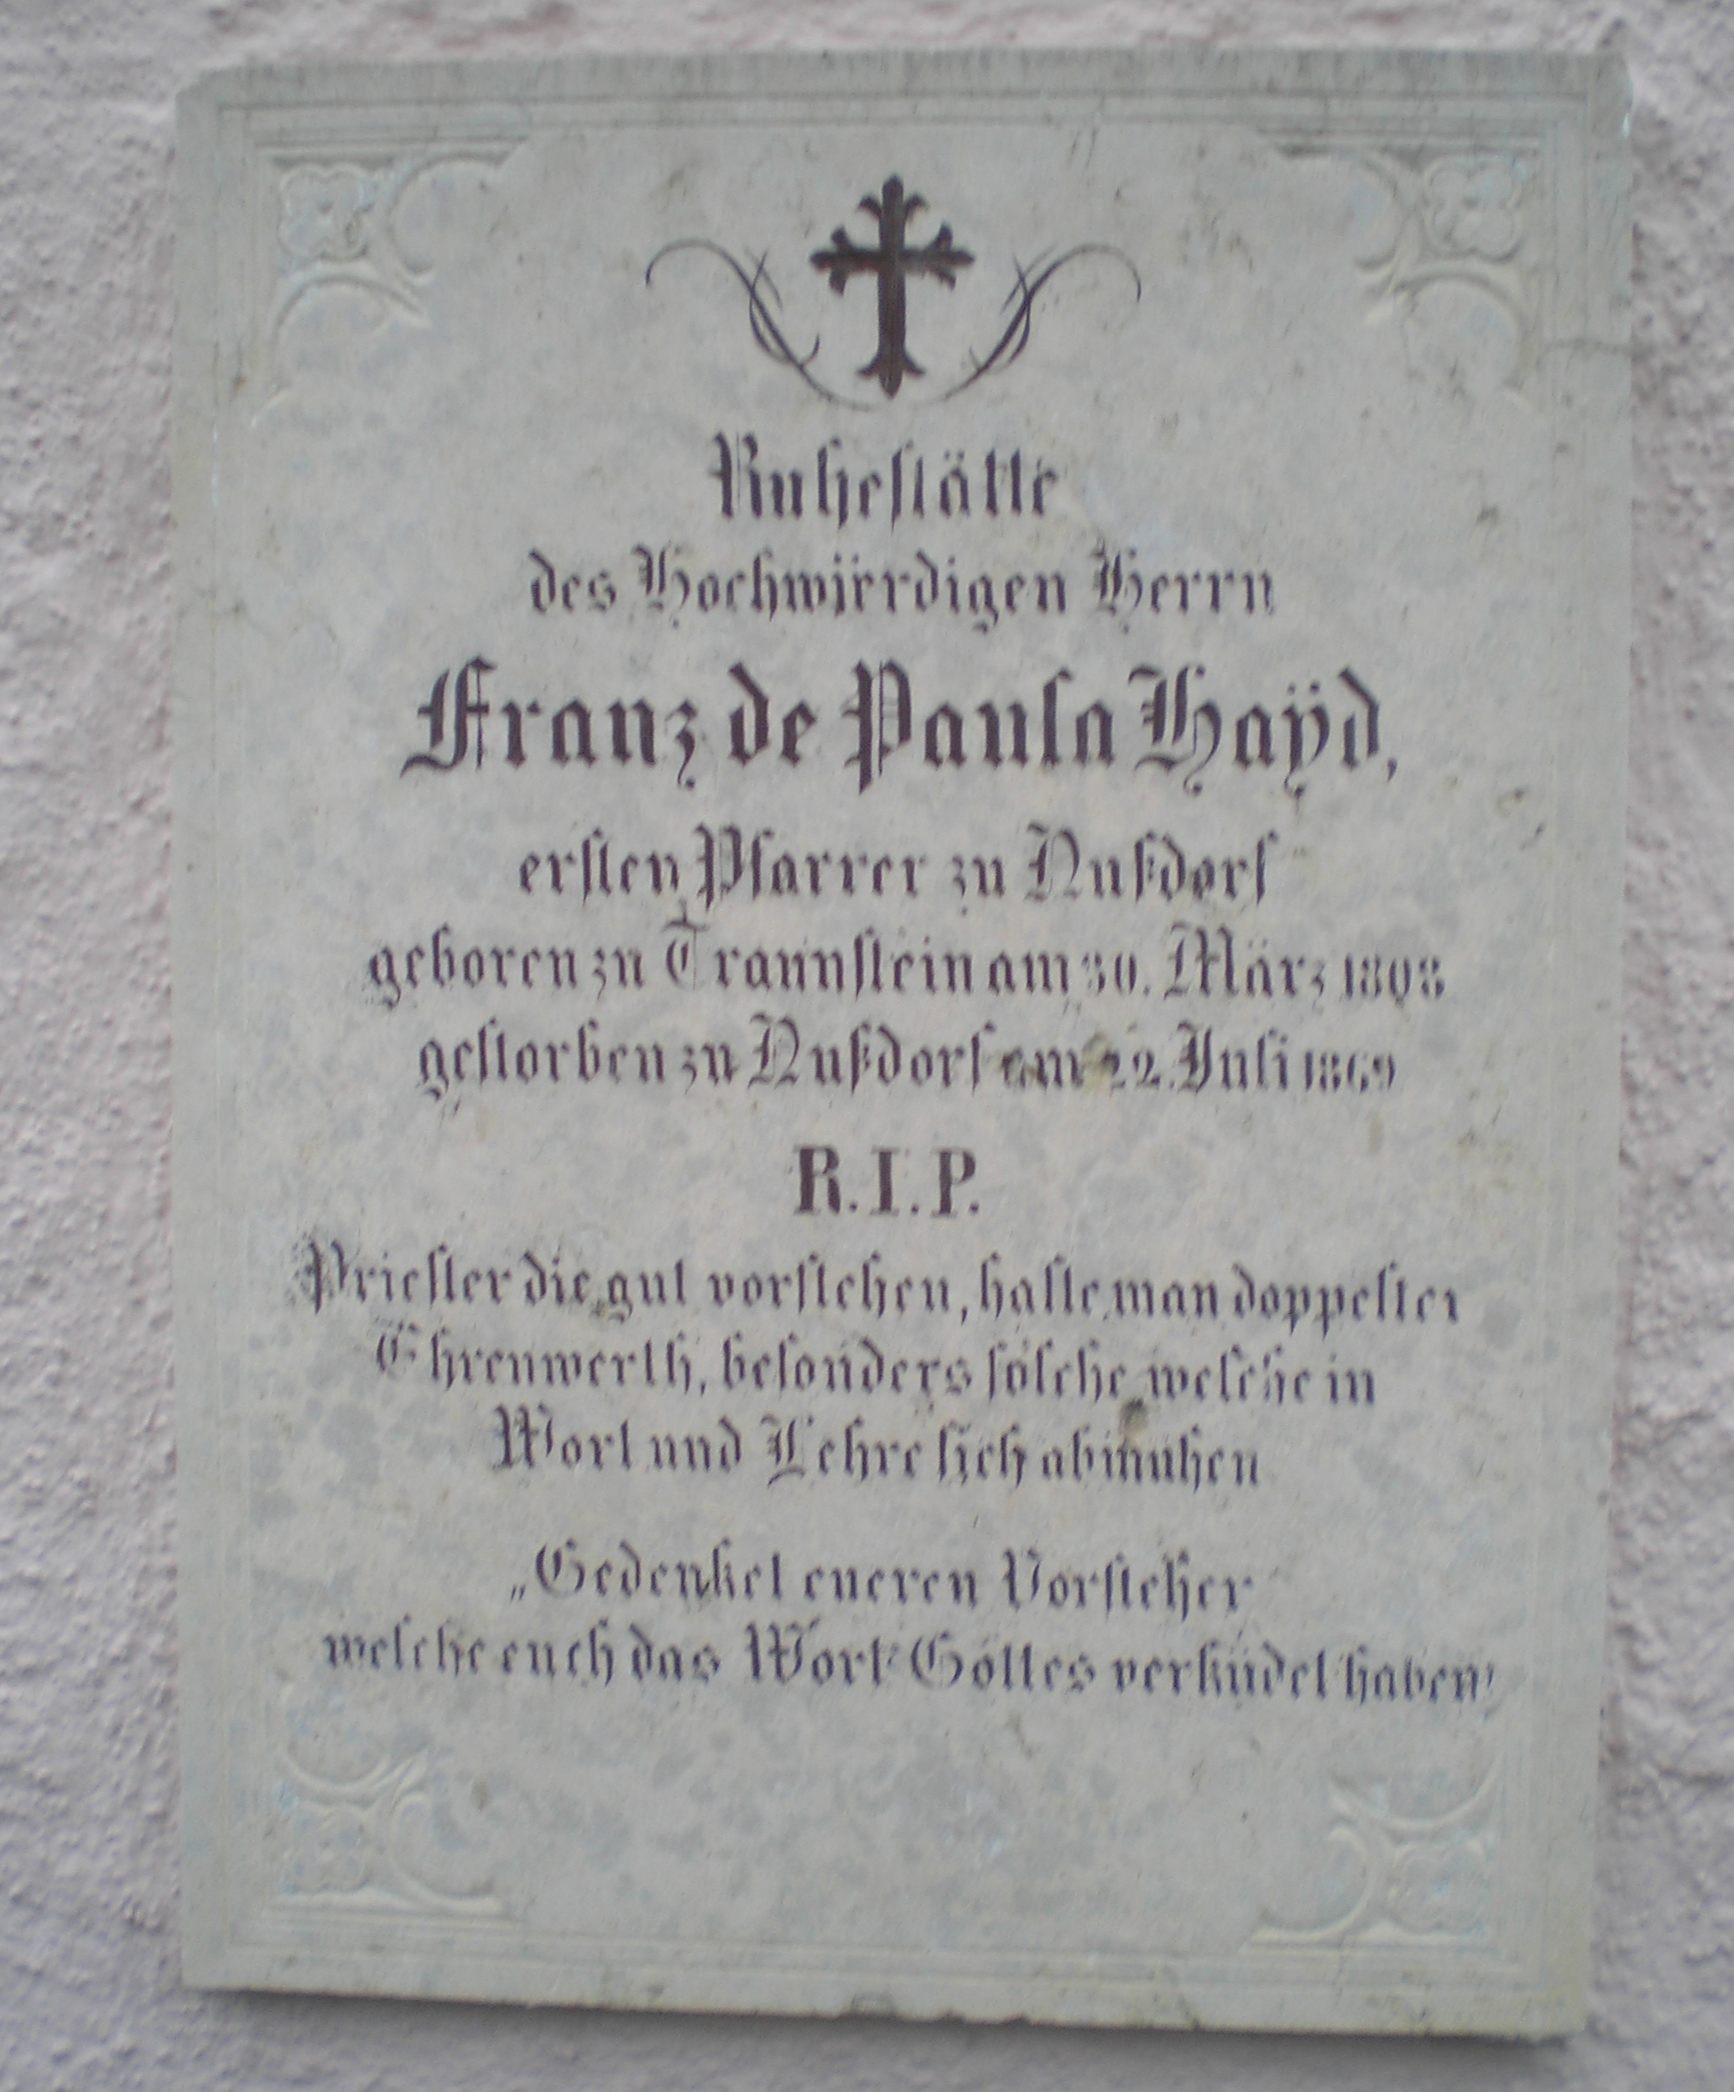 Ruhestätte
des Hochwürdigen Herrn
Franz de Paula Haÿd,
ersten Pfarrer zu Nußdorf
geboren zu Traunstein am 30. März 1808
gestorben zu Nußdorf am 22. Juli 1869
R. I. P.
Priester die gut vorstehen, halte man doppelter
Ehrenwerth, besonders solche welche in
Wort und Lehre sich abmühen
„Gedenket eueren Vorsteher
welche euch das Wort Gottes verkündet haben"